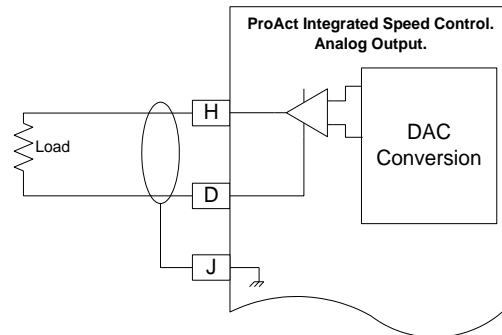 ProAct Integrated Speed Control.
Analog Output.
H
Load
DAC
Conversion
D
J